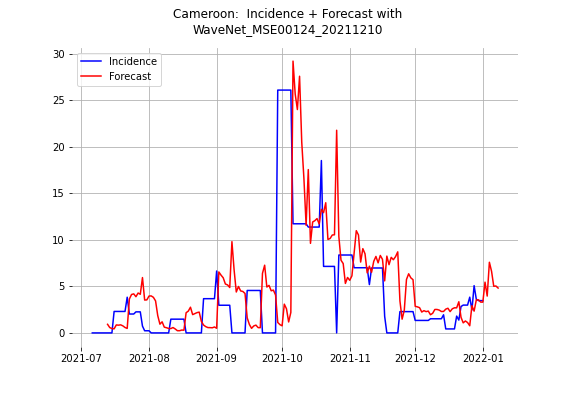 Cameroon:  Incidence + Forecast with
WaveNet_MSE00124_20211210
Incidence
Forecast
30
25
20
15
10
5
0
2021-07 2021-08 2021-09 2021-10 2021-11 2021-12 2022-01